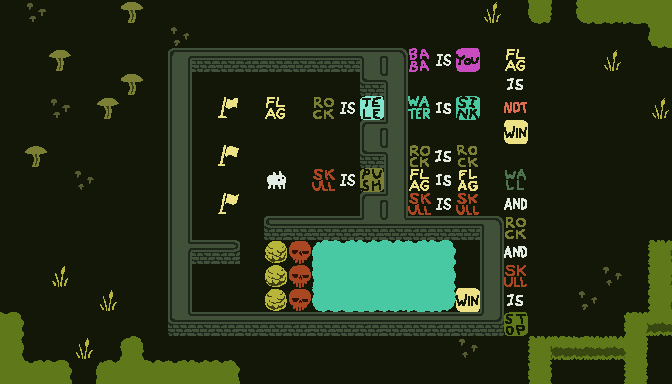 BABA IS YOU
FLAG
IS
NOT
WIN
FLAG
ROCK IS TELE
WATER IS SINK
ROCK IS ROCK
SKULL IS PUSH
FLAG IS FLAG
SKULL IS SKULL
WALL
AND
ROCK
AND
SKULL
IS
STOP
WIN